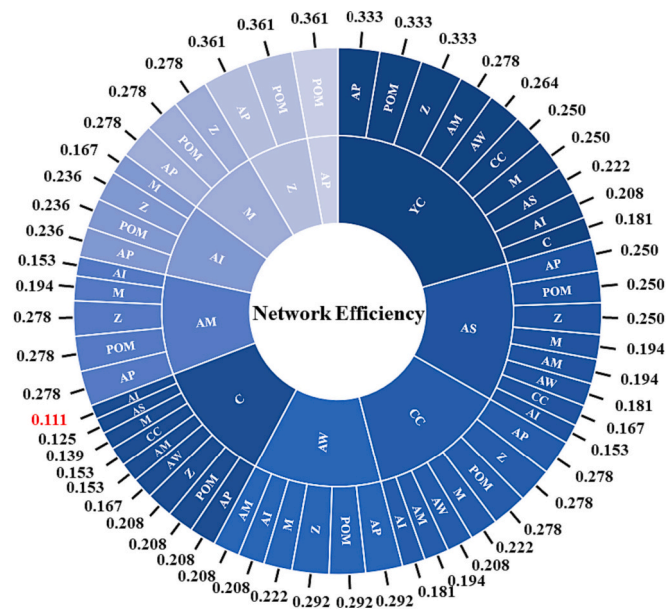 Network Efficiency
YC
AP
0.333
POM
0.333
Z
0.333
AM
0.278
AW
0.264
CC
0.250
M
0.250
AS
0.222
AI
0.208
C
0.181
AS
AP
0.250
POM
0.250
Z
0.250
M
0.194
AM
0.194
AW
0.181
CC
0.167
AI
0.153
CC
AP
0.278
Z
0.278
POM
0.278
M
0.222
AW
0.208
AM
0.194
AI
0.181
AW
AP
0.292
POM
0.292
Z
0.292
M
0.222
AI
0.208
AM
0.208
C
AP
0.208
POM
0.208
Z
AW
0.167
AM
0.153
CC
0.153
M
0.139
AS
0.125
AI
0.111
AM
AP
0.278
POM
0.278
Z
0.278
M
0.194
AI
0.153
AI
AP
0.236
POM
0.236
Z
0.236
M
0.167
M
AP
0.278
POM
0.278
Z
0.278
Z
AP
0.361
POM
0.361
AP
POM
0.361